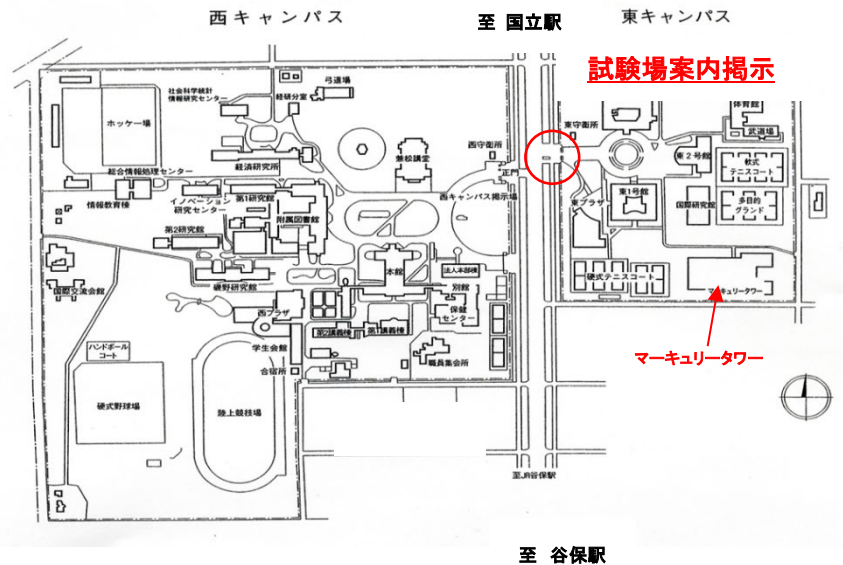 西キャンパス
至 国立駅
東キャンパス
試験場案内掲示
社会科学統計
情報研究センター
経研分室
弓道場
ホッケー場
経済研究所
兼松講堂
西守衛所
正門
東守衛所
体育館
武道場
東2号館
軟式
テニスコート
総合情報処理センター
情報教育棟
イノベーション
研究センター
第1研究館
附属図書館
西キャンパス掲示場
東プラザ
東1号館
国際研究館
多目的
グランド
第2研究館
本館
法人本部棟
硬式テニスコート
国際交流会館
磯野研究館
別館
マーキュリータワー
西プラザ
保健
センター
第2講義棟
第1講義棟
ハンドボール
コート
学生会館
合宿所
職員集会所
マーキュリータワー
硬式野球場
陸上競技場
至JR谷保駅
至 谷保駅